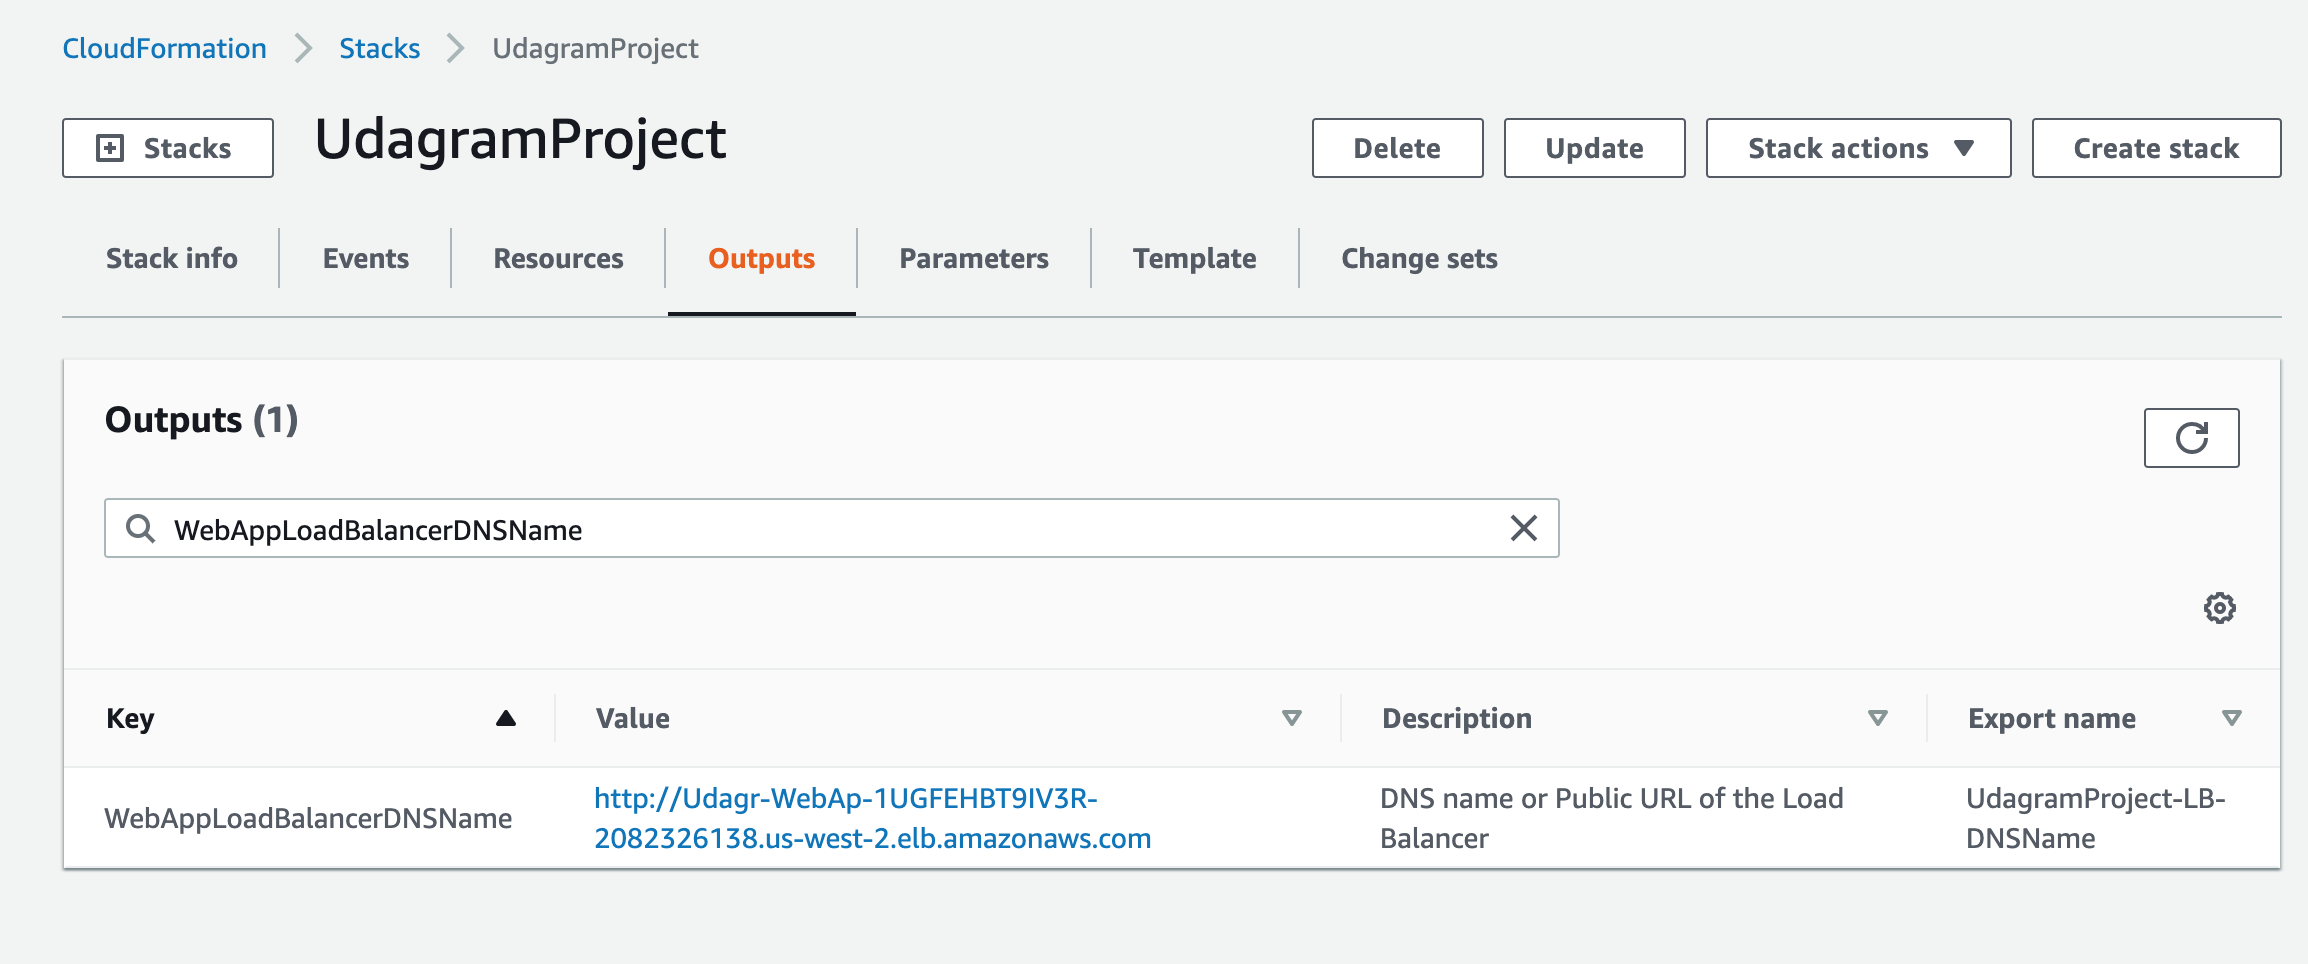 CloudFormation > Stacks > UdagramProject
Stacks
UdagramProject
Delete
Update
Stack actions
Create stack
Stack info
Events
Resources
Outputs
Parameters
Template
Change sets
Outputs (1)
WebAppLoadBalancerDNSName
Key
Value
Description
Export name
WebAppLoadBalancerDNSName
http://Udagr-WebAp-1UGFEHBT9IV3R-
2082326138.us-west-2.elb.amazonaws.com
DNS name or Public URL of the Load
Balancer
UdagramProject-LB-
DNSName